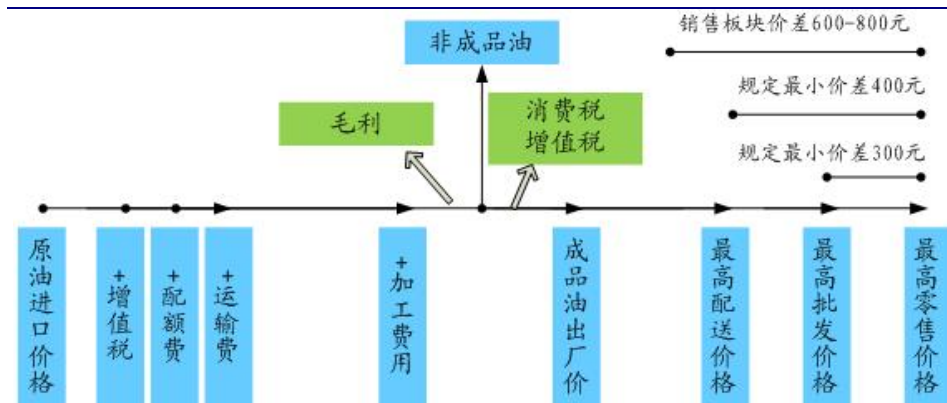 销售板块价差600-800元
非成品油
规定最小价差400元
毛利
消费税
增值税
规定最小价差300元
原油进口价格
+增值税
+配额费
+运输费
+加工费用
成品油出厂价
最高配送价格
最高批发价格
最高零售价格